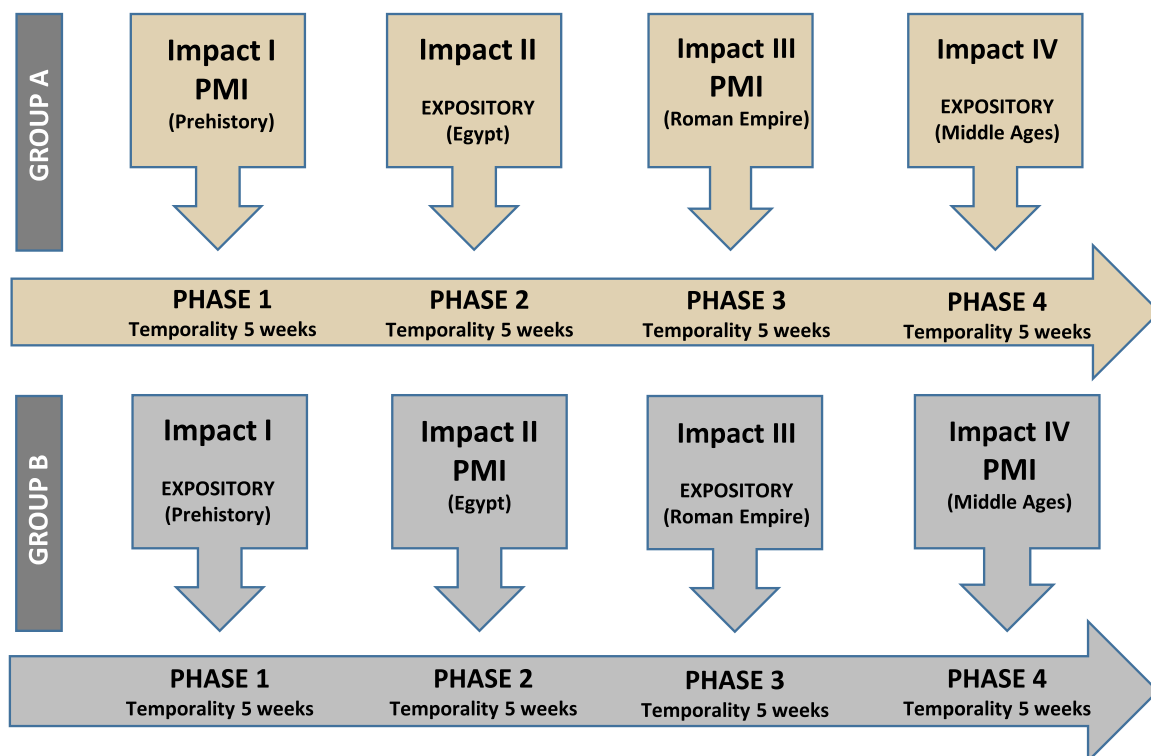 GROUP A
Impact I
PMI
(Prehistory)
Impact II
EXPOSITORY
(Egypt)
Impact III
PMI
(Roman Empire)
Impact IV
EXPOSITORY
(Middle Ages)
PHASE 1
Temporality 5 weeks
PHASE 2
Temporality 5 weeks
PHASE 3
Temporality 5 weeks
PHASE 4
Temporality 5 weeks
GROUP B
Impact I
EXPOSITORY
(Prehistory)
Impact II
PMI
(Egypt)
Impact III
EXPOSITORY
(Roman Empire)
Impact IV
PMI
(Middle Ages)
PHASE 1
Temporality 5 weeks
PHASE 2
Temporality 5 weeks
PHASE 3
Temporality 5 weeks
PHASE 4
Temporality 5 weeks